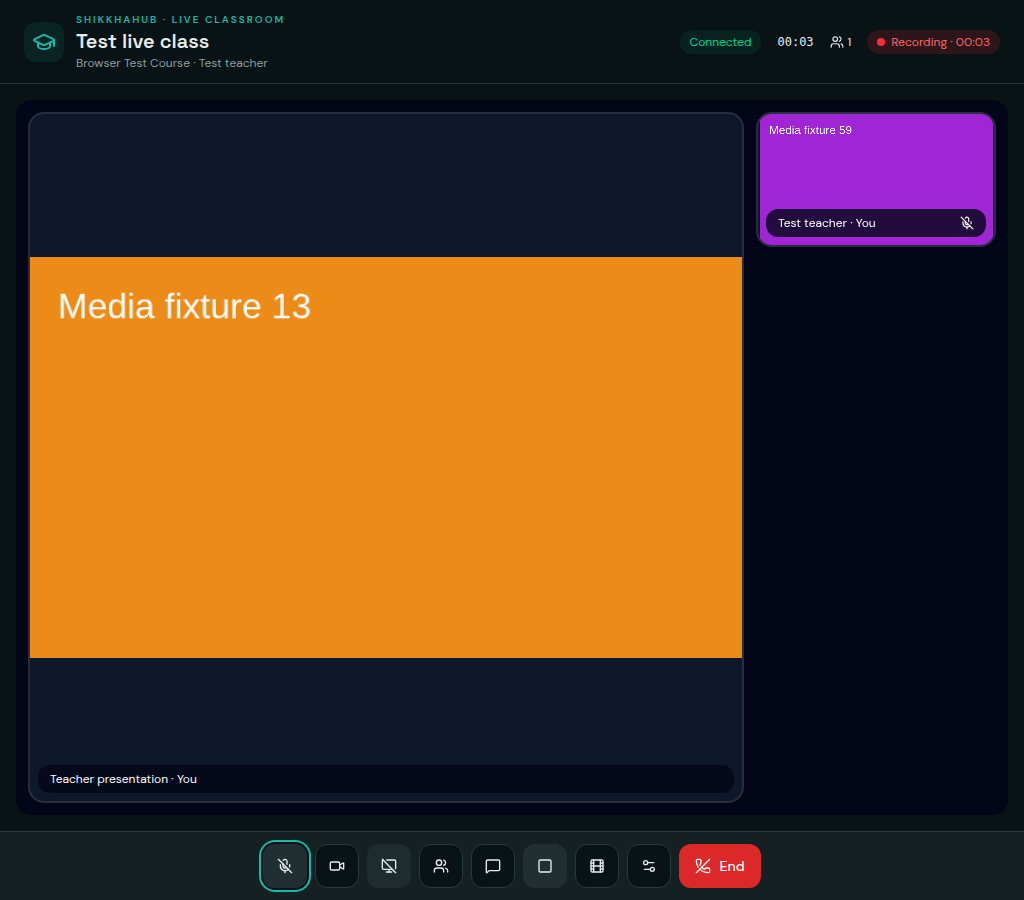 SHIKKHAHUB · LIVE CLASSROOM
Test live class
Browser Test Course · Test teacher
Connected
00:03
1
Recording · 00:03
Media fixture 13
Teacher presentation · You
Media fixture 59
Test teacher · You
End